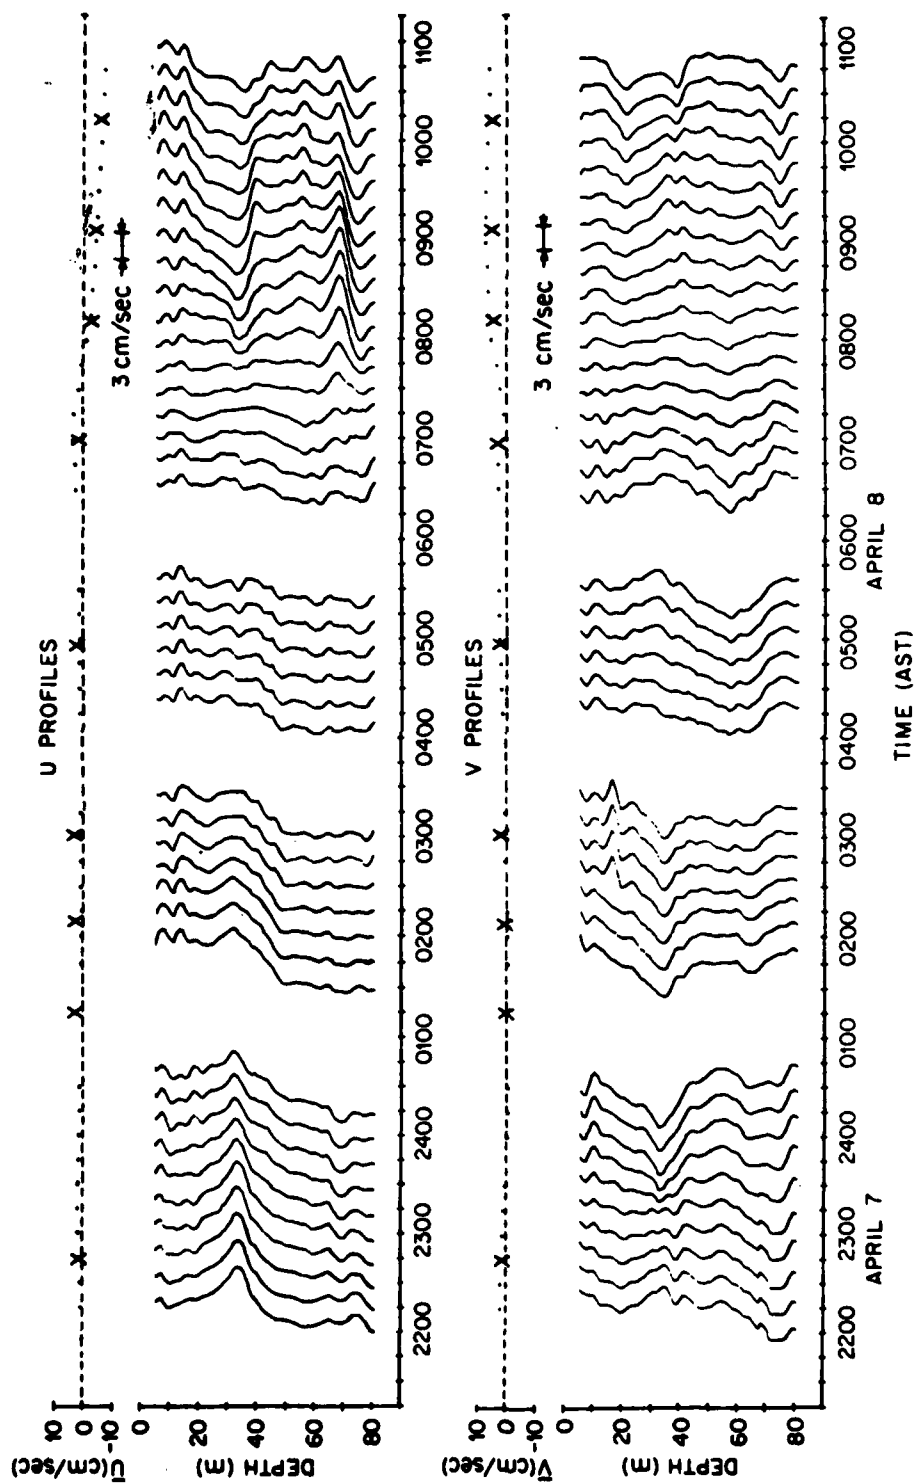 U PROFILES
Ū(cm/sec)
10
0
-10
3 cm/sec
DEPTH (m)
0
20
40
60
80
2200 2300 2400 0100 0200 0300 0400 0500 0600 0700 0800 0900 1000 1100
V PROFILES
V̄(cm/sec)
10
0
-10
3 cm/sec
DEPTH (m)
0
20
40
60
80
2200 2300 2400 0100 0200 0300 0400 0500 0600 0700 0800 0900 1000 1100
APRIL 7
APRIL 8
TIME (AST)